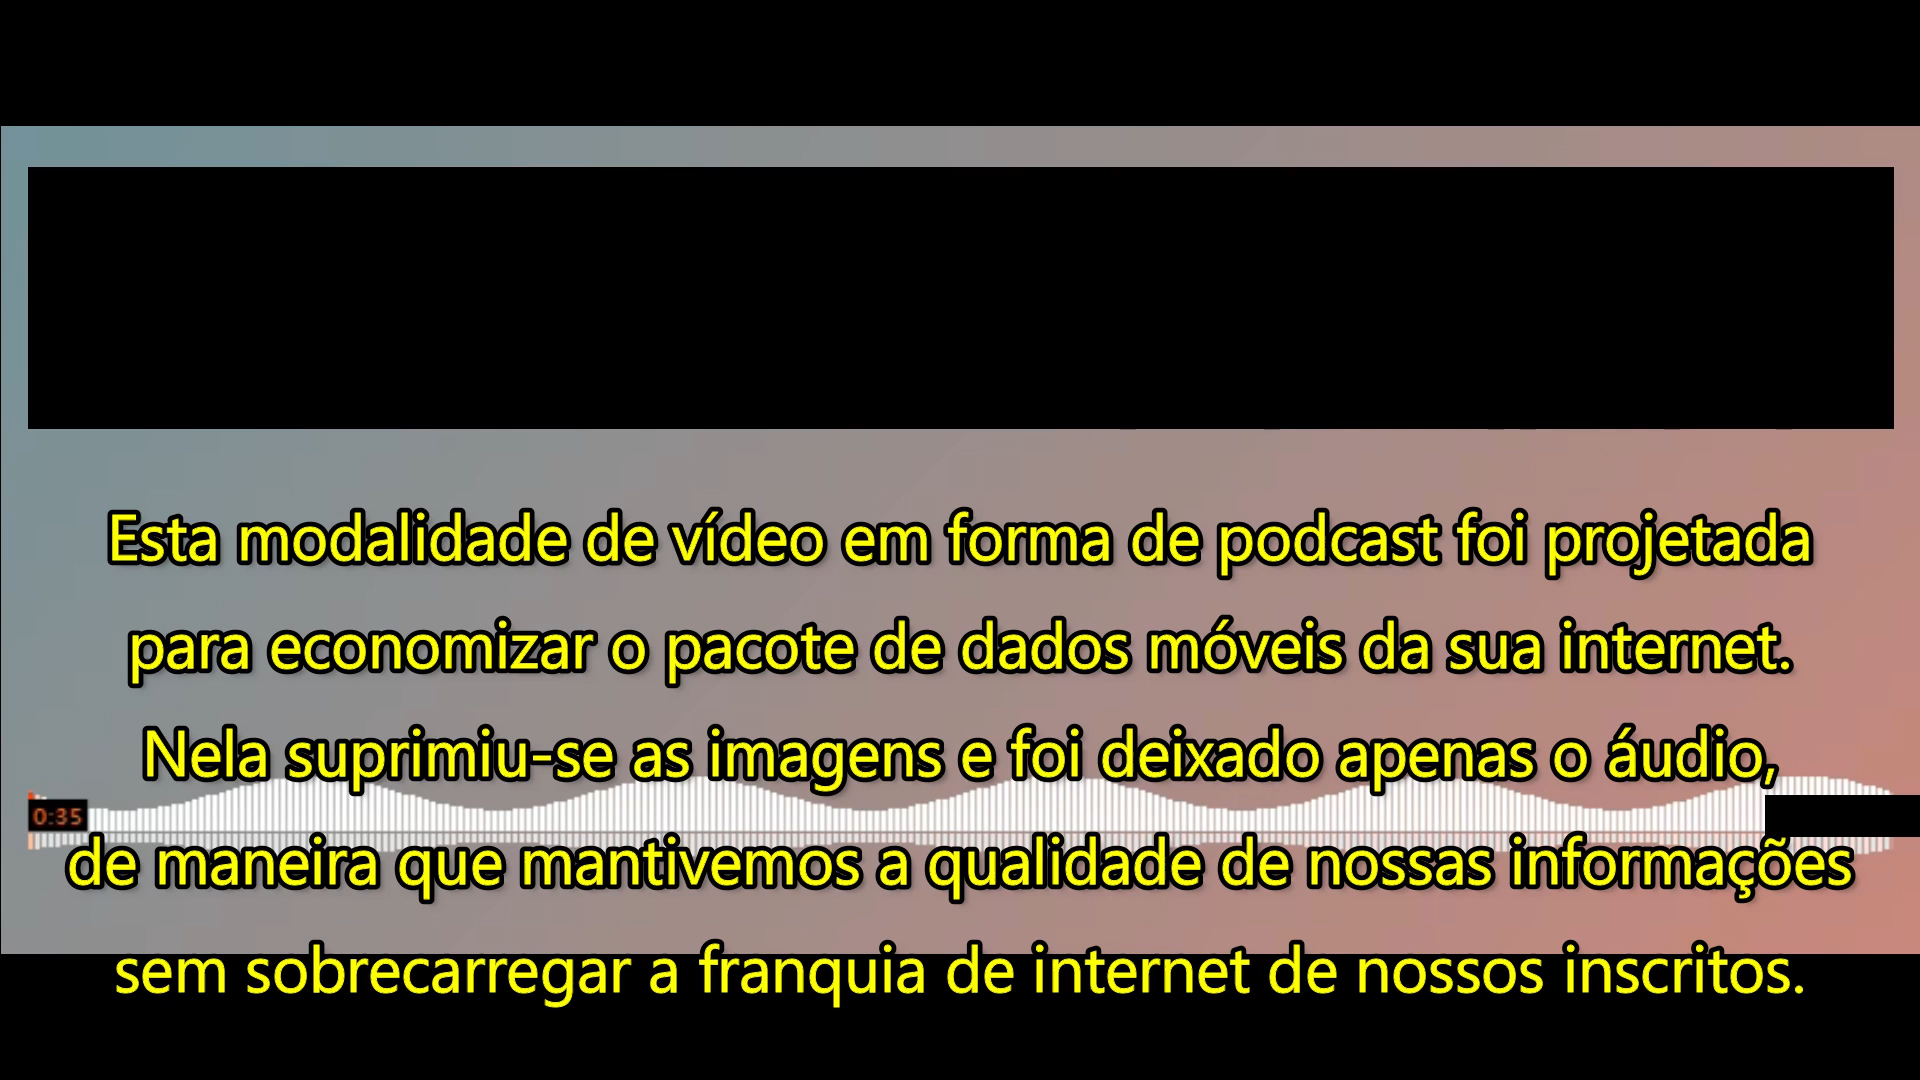 Esta modalidade de vídeo em forma de podcast foi projetada
para economizar o pacote de dados móveis da sua internet.
Nela suprimiu-se as imagens e foi deixado apenas o áudio,
0:35
de maneira que mantivemos a qualidade de nossas informações
sem sobrecarregar a franquia de internet de nossos inscritos.